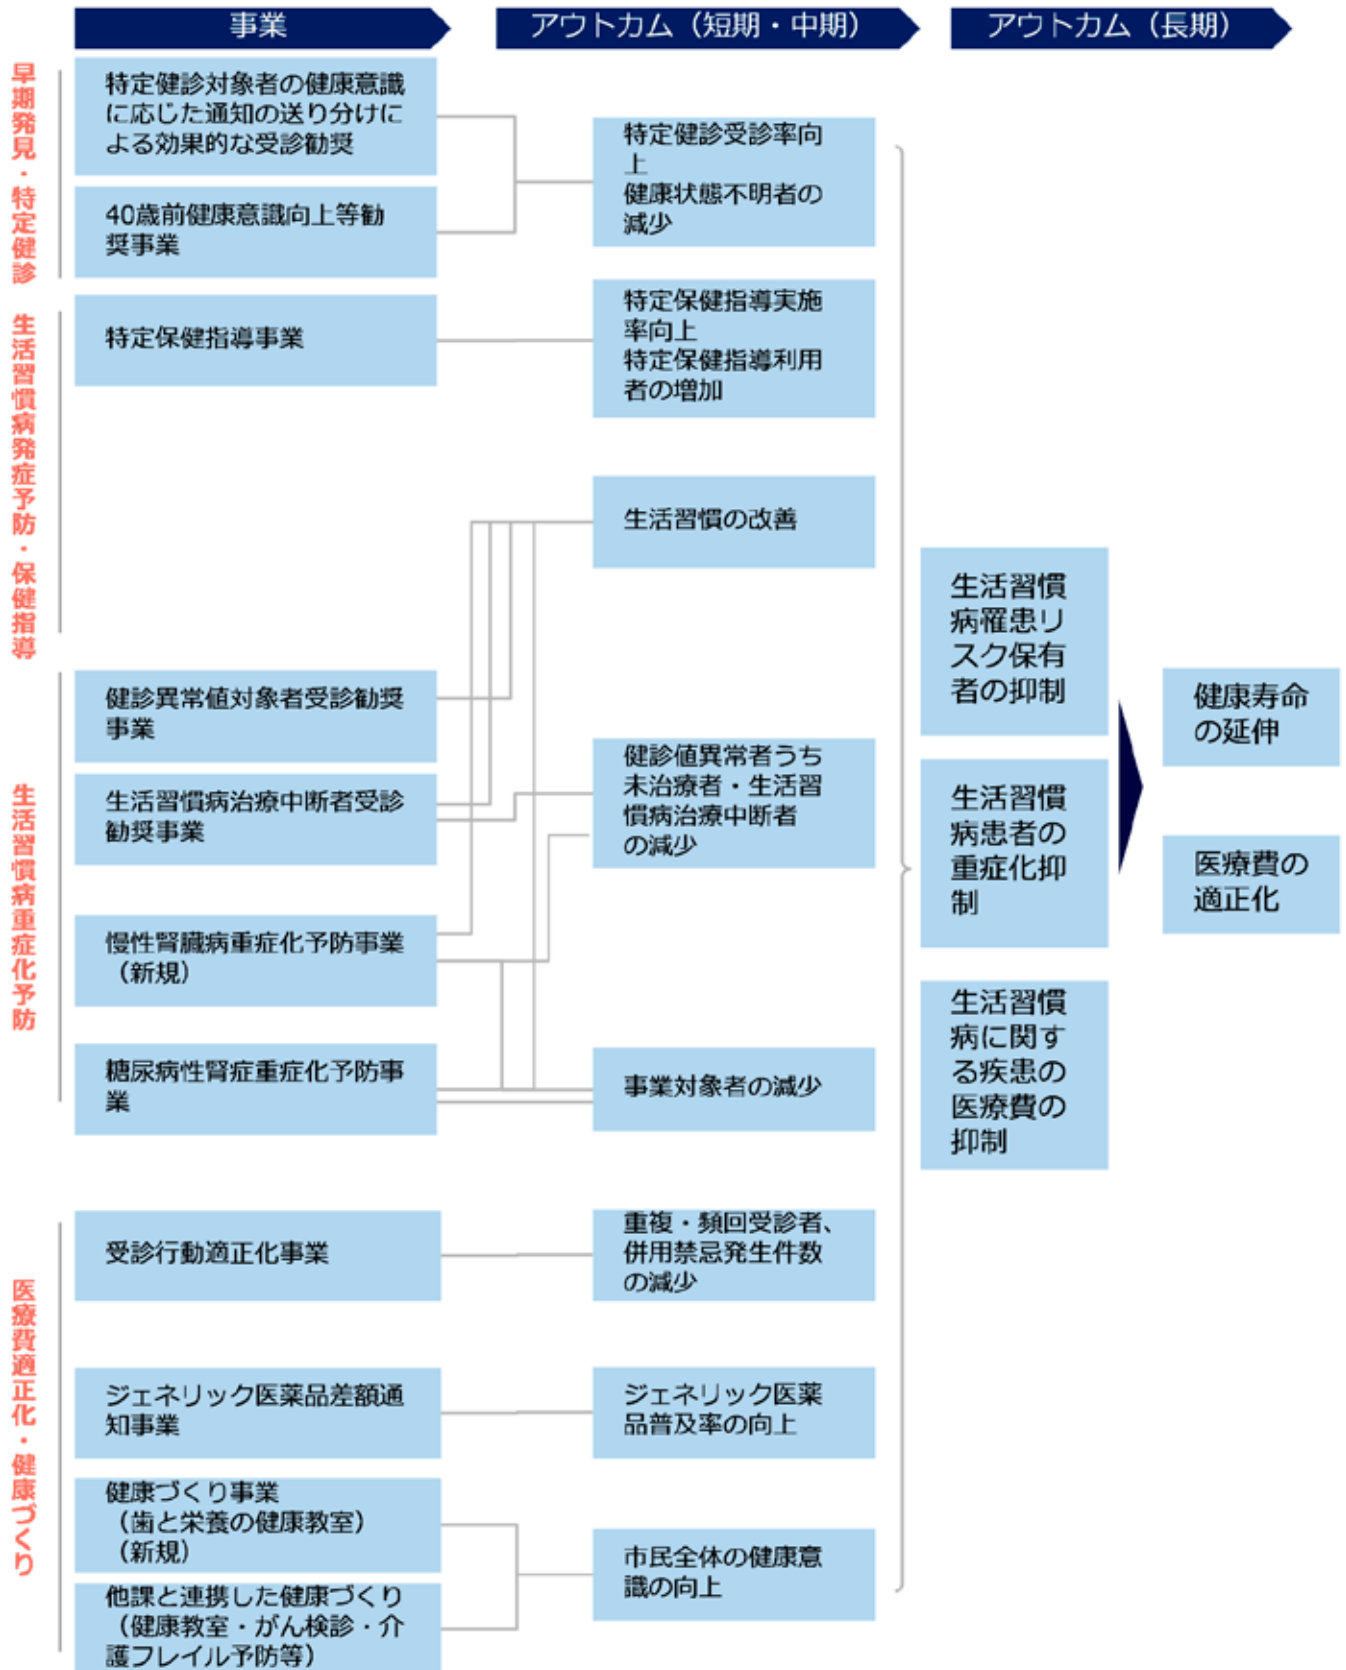 事業
アウトカム（短期・中期）
アウトカム（長期）
早期発見・特定健診
特定健診対象者の健康意識
に応じた通知の送り分けに
よる効果的な受診勧奨
40歳前健康意識向上等勧
奨事業
特定健診受診率向
上
健康状態不明者の
減少
生活習慣病発症予防・保健指導
特定保健指導事業
特定保健指導実施
率向上
特定保健指導利用
者の増加
生活習慣の改善
生活習慣病重症化予防
健診異常値対象者受診勧奨
事業
生活習慣病治療中断者受診
勧奨事業
慢性腎臓病重症化予防事業
（新規）
糖尿病性腎症重症化予防事
業
健診値異常者うち
未治療者・生活習
慣病治療中断者
の減少
事業対象者の減少
医療費適正化・健康づくり
受診行動適正化事業
重複・頻回受診者、
併用禁忌発生件数
の減少
ジェネリック医薬品差額通
知事業
ジェネリック医薬
品普及率の向上
健康づくり事業
（歯と栄養の健康教室）
（新規）
他課と連携した健康づくり
（健康教室・がん検診・介
護フレイル予防等）
市民全体の健康意
識の向上
生活習慣
病罹患リ
スク保有
者の抑制
生活習慣
病患者の
重症化抑
制
生活習慣
病に関す
る疾患の
医療費の
抑制
健康寿命
の延伸
医療費の
適正化